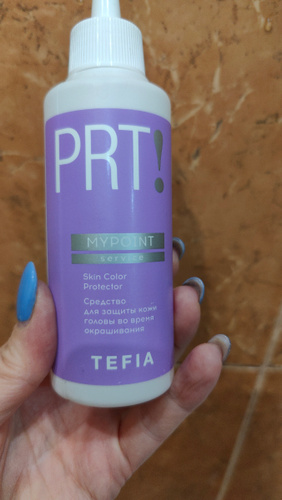 PRT!
MYPOINT
service
Skin Color
Protector
Средство
для защиты кожи
головы во время
окрашивания
TEFIA